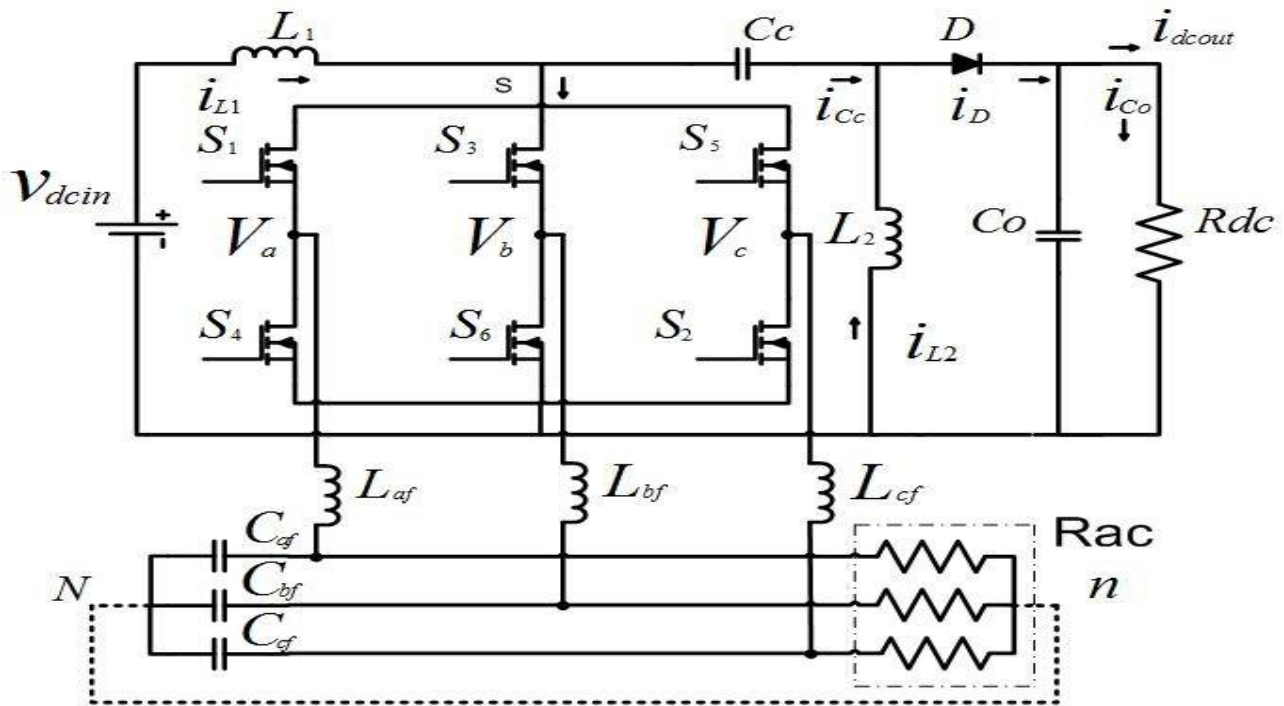 L1 Cc D idcout
iL1 S iCc iD iCo
S1 S3 S5
vdcin + -
Va Vb Vc L2 Co Rdc
S4 S6 S2
iL2
Laf Lbf Lcf
Caf Rac
N Cbf n
Ccf